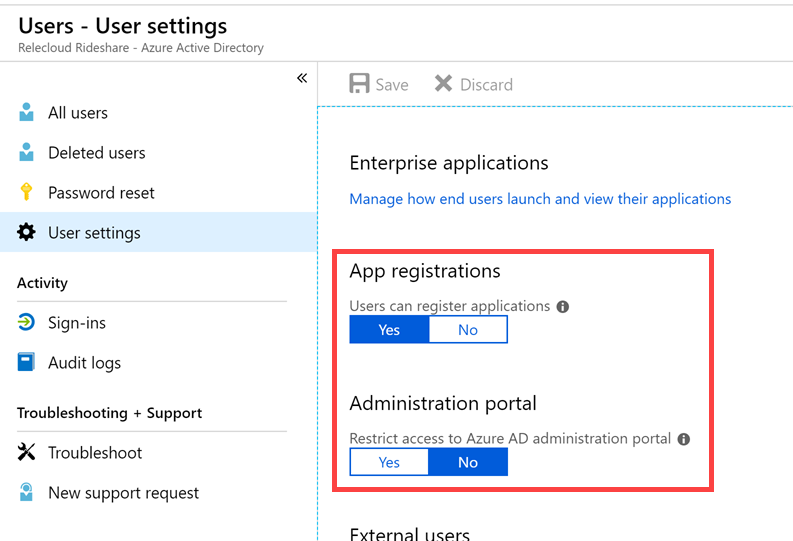 Users - User settings
Relecloud Rideshare - Azure Active Directory
«
Save
Discard
All users
Deleted users
Password reset
User settings
Activity
Sign-ins
Audit logs
Troubleshooting + Support
Troubleshoot
New support request
Enterprise applications
Manage how end users launch and view their applications
App registrations
Users can register applications
Yes No
Administration portal
Restrict access to Azure AD administration portal
Yes No
External users